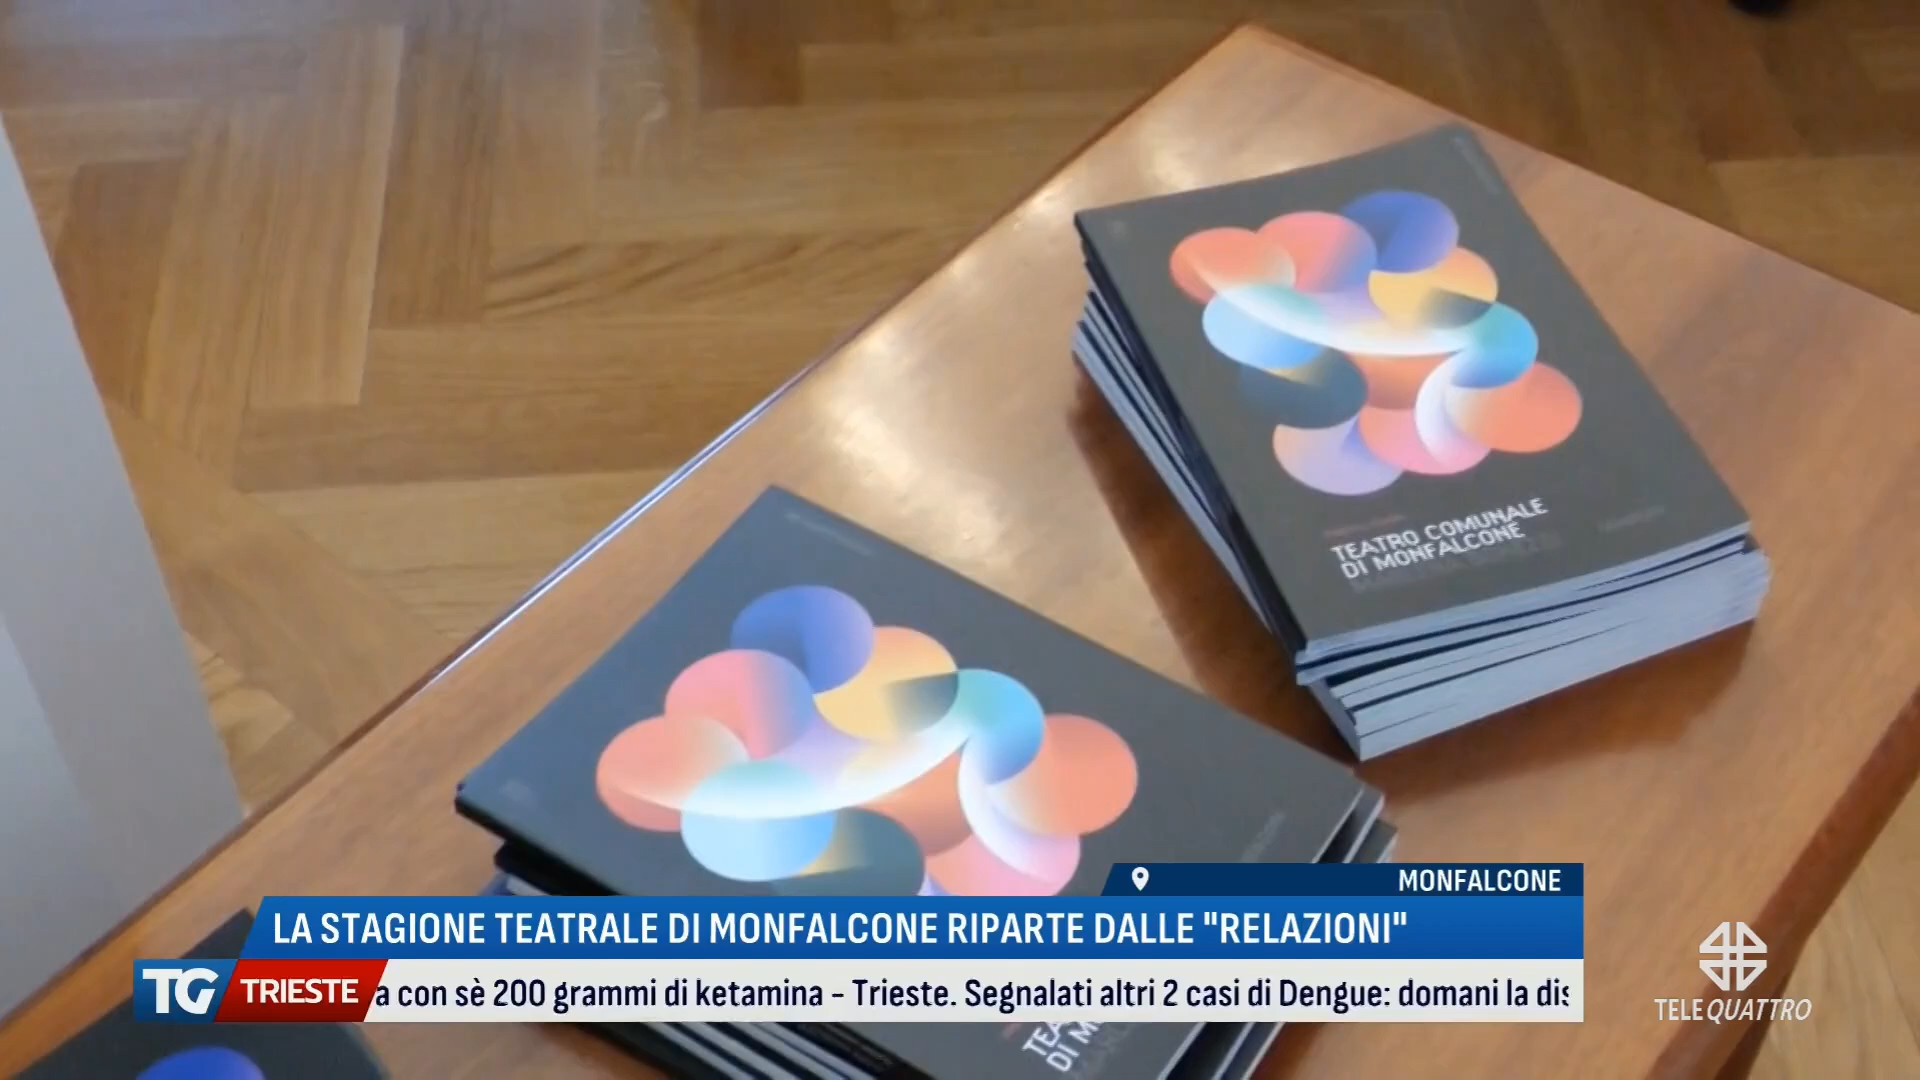 TEATRO COMUNALE
DI MONFALCONE
MONFALCONE
LA STAGIONE TEATRALE DI MONFALCONE RIPARTE DALLE "RELAZIONI"
TG TRIESTE
a con sè 200 grammi di ketamina - Trieste. Segnalati altri 2 casi di Dengue: domani la dis
TELEQUATTRO